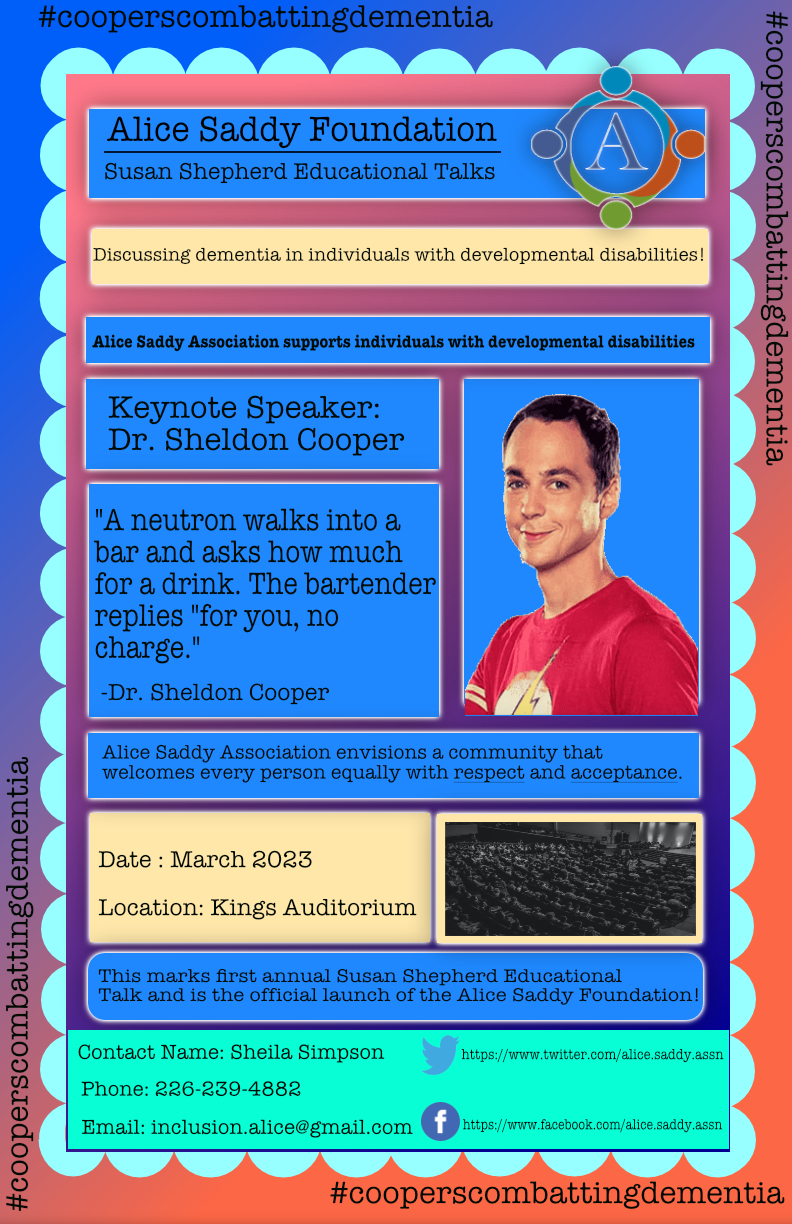 #cooperscombattingdementia
#cooperscombattingdementia
Alice Saddy Foundation
Susan Shepherd Educational Talks
A
Discussing dementia in individuals with developmental disabilities!
Alice Saddy Association supports individuals with developmental disabilities
Keynote Speaker:
Dr. Sheldon Cooper
"A neutron walks into a
bar and asks how much
for a drink. The bartender
replies "for you, no
charge."
-Dr. Sheldon Cooper
Alice Saddy Association envisions a community that
welcomes every person equally with respect and acceptance.
Date : March 2023
Location: Kings Auditorium
This marks first annual Susan Shepherd Educational
Talk and is the official launch of the Alice Saddy Foundation!
Contact Name: Sheila Simpson
https://www.twitter.com/alice.saddy.assn
Phone: 226-239-4882
Email: inclusion.alice@gmail.com
f
https://www.facebook.com/alice.saddy.assn
#cooperscombattingdementia
#cooperscombattingdementia